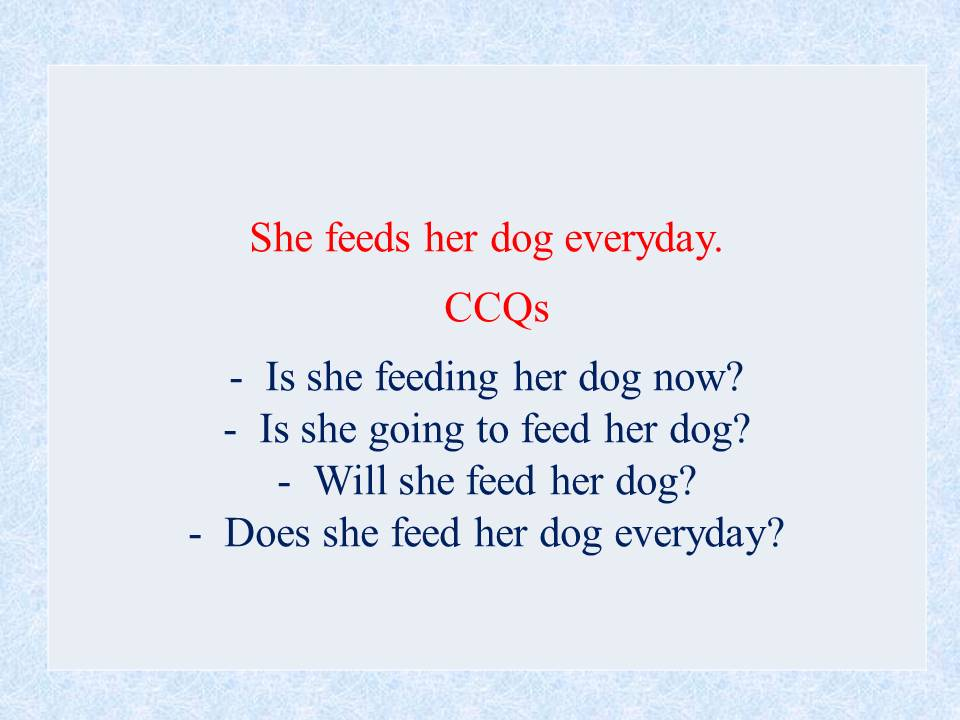 She feeds her dog everyday.
CCQs
- Is she feeding her dog now?
- Is she going to feed her dog?
- Will she feed her dog?
- Does she feed her dog everyday?